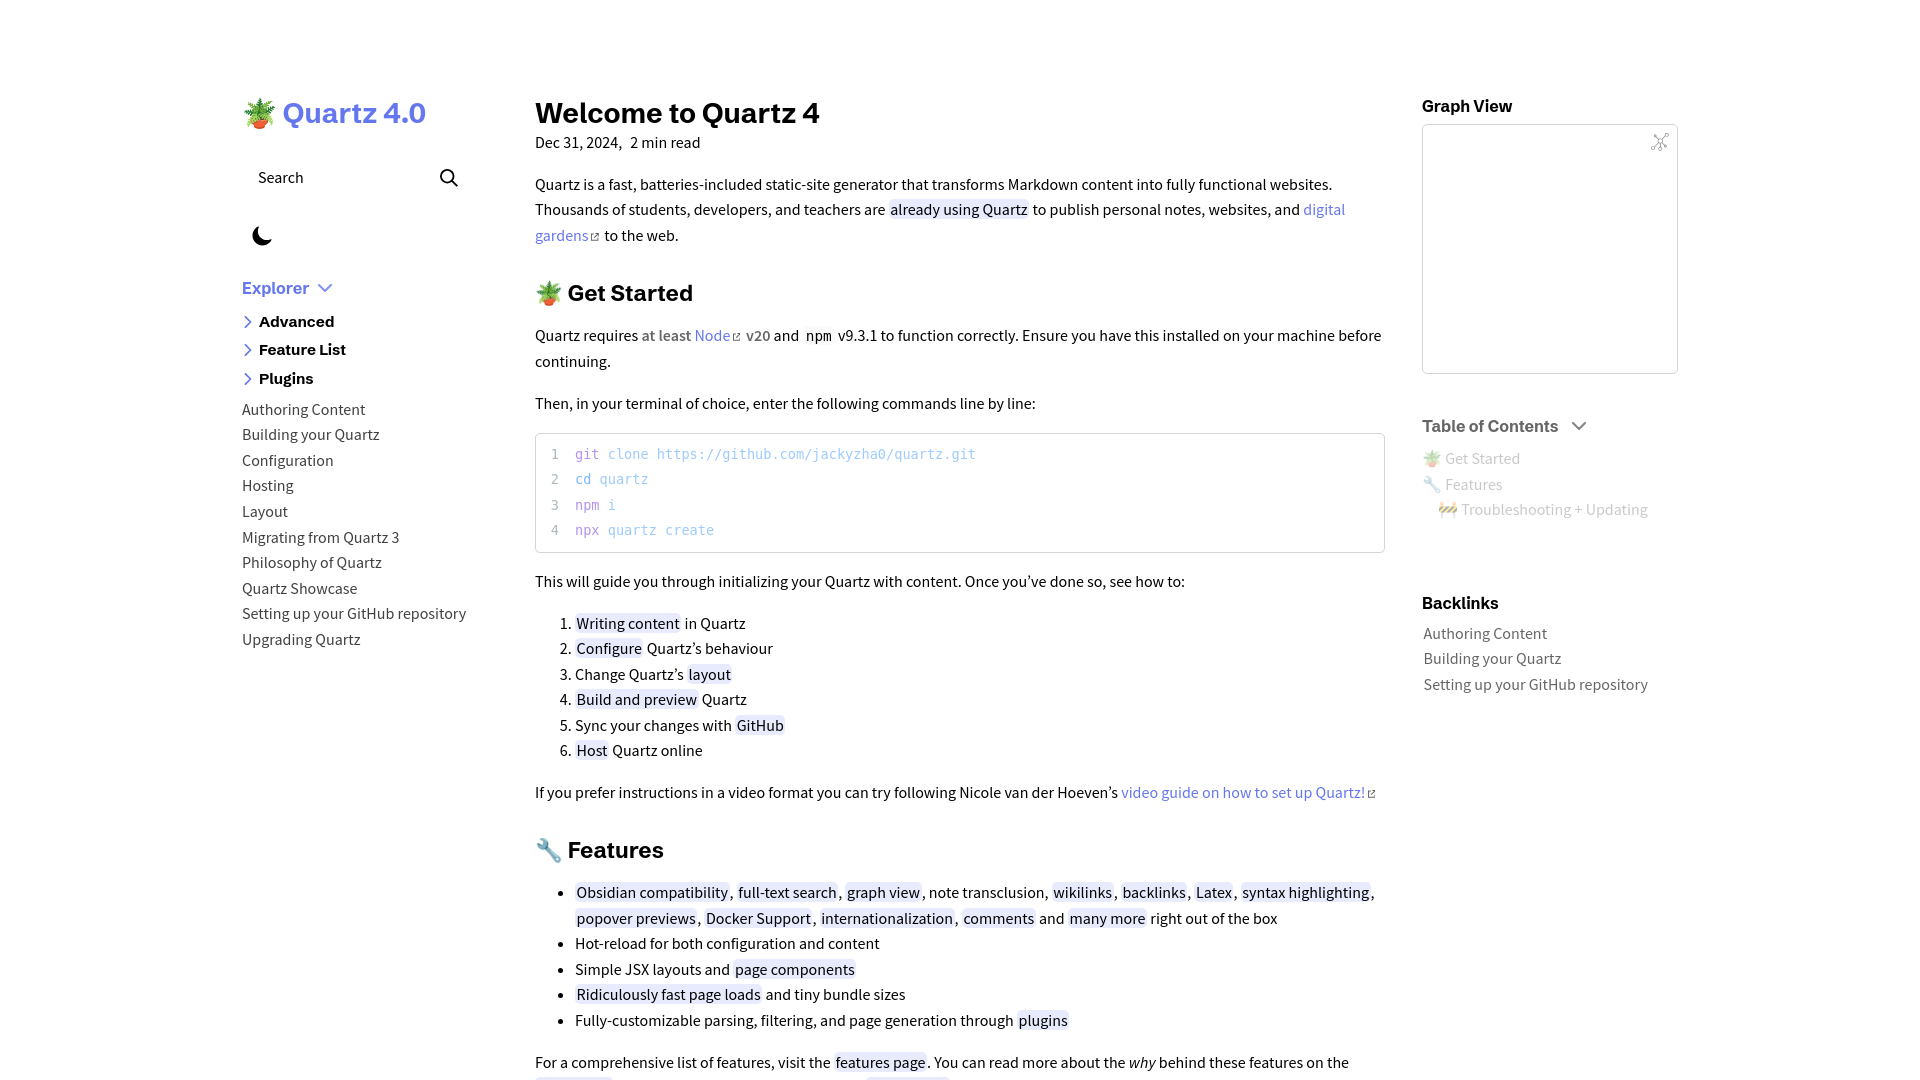 🪴 Quartz 4.0
Search
Explorer
Advanced
Feature List
Plugins
Authoring Content
Building your Quartz
Configuration
Hosting
Layout
Migrating from Quartz 3
Philosophy of Quartz
Quartz Showcase
Setting up your GitHub repository
Upgrading Quartz
Welcome to Quartz 4
Dec 31, 2024, 2 min read
Quartz is a fast, batteries-included static-site generator that transforms Markdown content into fully functional websites.
Thousands of students, developers, and teachers are already using Quartz to publish personal notes, websites, and digital
gardens to the web.
🪴 Get Started
Quartz requires at least Node v20 and npm v9.3.1 to function correctly. Ensure you have this installed on your machine before
continuing.
Then, in your terminal of choice, enter the following commands line by line:
1 git clone https://github.com/jackyzha0/quartz.git
2 cd quartz
3 npm i
4 npx quartz create
This will guide you through initializing your Quartz with content. Once you’ve done so, see how to:
1. Writing content in Quartz
2. Configure Quartz’s behaviour
3. Change Quartz’s layout
4. Build and preview Quartz
5. Sync your changes with GitHub
6. Host Quartz online
If you prefer instructions in a video format you can try following Nicole van der Hoeven’s video guide on how to set up Quartz!
🔧 Features
• Obsidian compatibility, full-text search, graph view, note transclusion, wikilinks, backlinks, Latex, syntax highlighting,
popover previews, Docker Support, internationalization, comments and many more right out of the box
• Hot-reload for both configuration and content
• Simple JSX layouts and page components
• Ridiculously fast page loads and tiny bundle sizes
• Fully-customizable parsing, filtering, and page generation through plugins
For a comprehensive list of features, visit the features page. You can read more about the why behind these features on the
Graph View
Table of Contents
🪴 Get Started
🔧 Features
🚧 Troubleshooting + Updating
Backlinks
Authoring Content
Building your Quartz
Setting up your GitHub repository